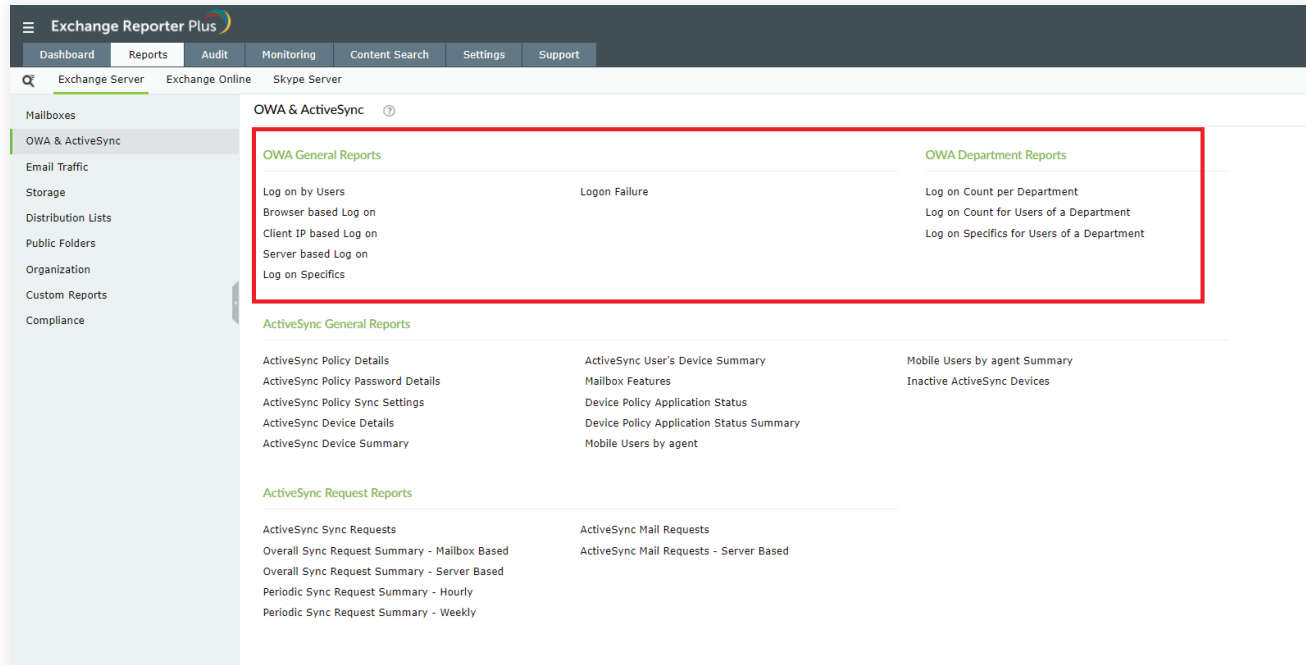 Exchange Reporter Plus
Dashboard Reports Audit Monitoring Content Search Settings Support
Exchange Server Exchange Online Skype Server
Mailboxes
OWA & ActiveSync
Email Traffic
Storage
Distribution Lists
Public Folders
Organization
Custom Reports
Compliance
OWA & ActiveSync ?
OWA General Reports
Log on by Users
Browser based Log on
Client IP based Log on
Server based Log on
Log on Specifics
Logon Failure
OWA Department Reports
Log on Count per Department
Log on Count for Users of a Department
Log on Specifics for Users of a Department
ActiveSync General Reports
ActiveSync Policy Details
ActiveSync Policy Password Details
ActiveSync Policy Sync Settings
ActiveSync Device Details
ActiveSync Device Summary
ActiveSync User's Device Summary
Mailbox Features
Device Policy Application Status
Device Policy Application Status Summary
Mobile Users by agent
Mobile Users by agent Summary
Inactive ActiveSync Devices
ActiveSync Request Reports
ActiveSync Sync Requests
Overall Sync Request Summary - Mailbox Based
Overall Sync Request Summary - Server Based
Periodic Sync Request Summary - Hourly
Periodic Sync Request Summary - Weekly
ActiveSync Mail Requests
ActiveSync Mail Requests - Server Based